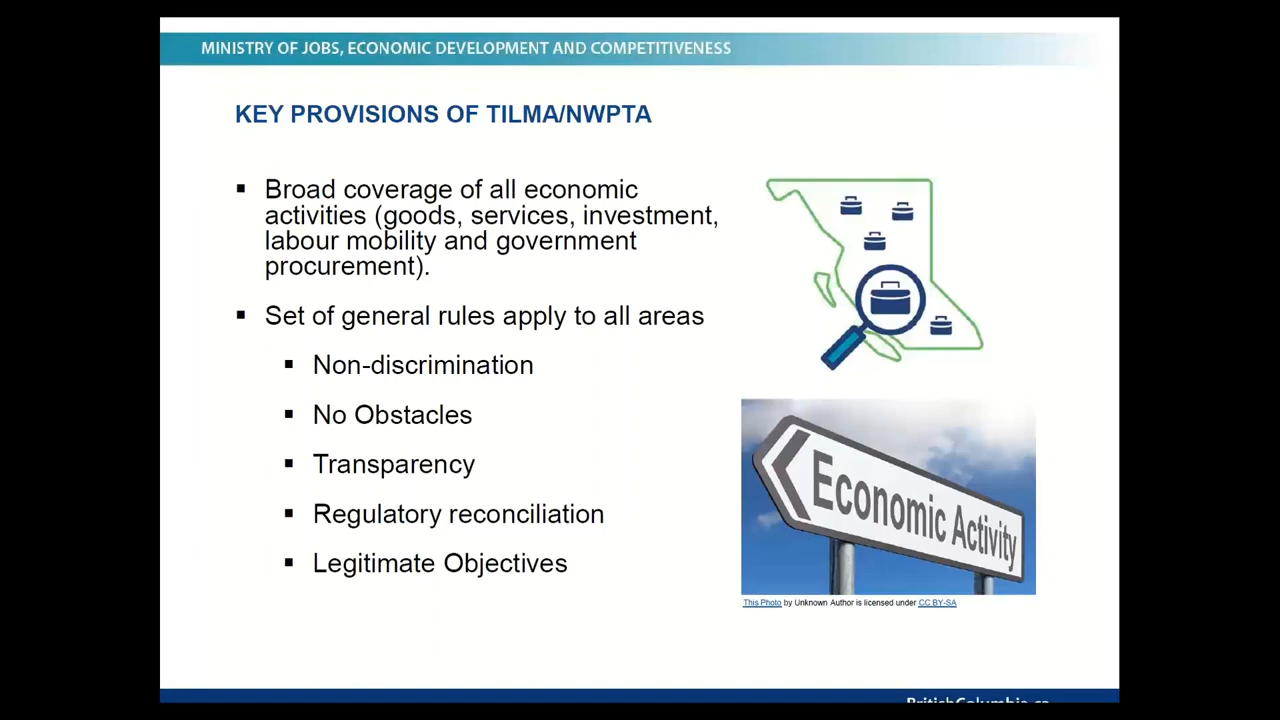 MINISTRY OF JOBS, ECONOMIC DEVELOPMENT AND COMPETITIVENESS
KEY PROVISIONS OF TILMA/NWPTA
▪ Broad coverage of all economic
activities (goods, services, investment,
labour mobility and government
procurement).
▪ Set of general rules apply to all areas
▪ Non-discrimination
▪ No Obstacles
▪ Transparency
▪ Regulatory reconciliation
▪ Legitimate Objectives
Economic Activity
This Photo by Unknown Author is licensed under CC BY-SA
BritishColumbia.ca